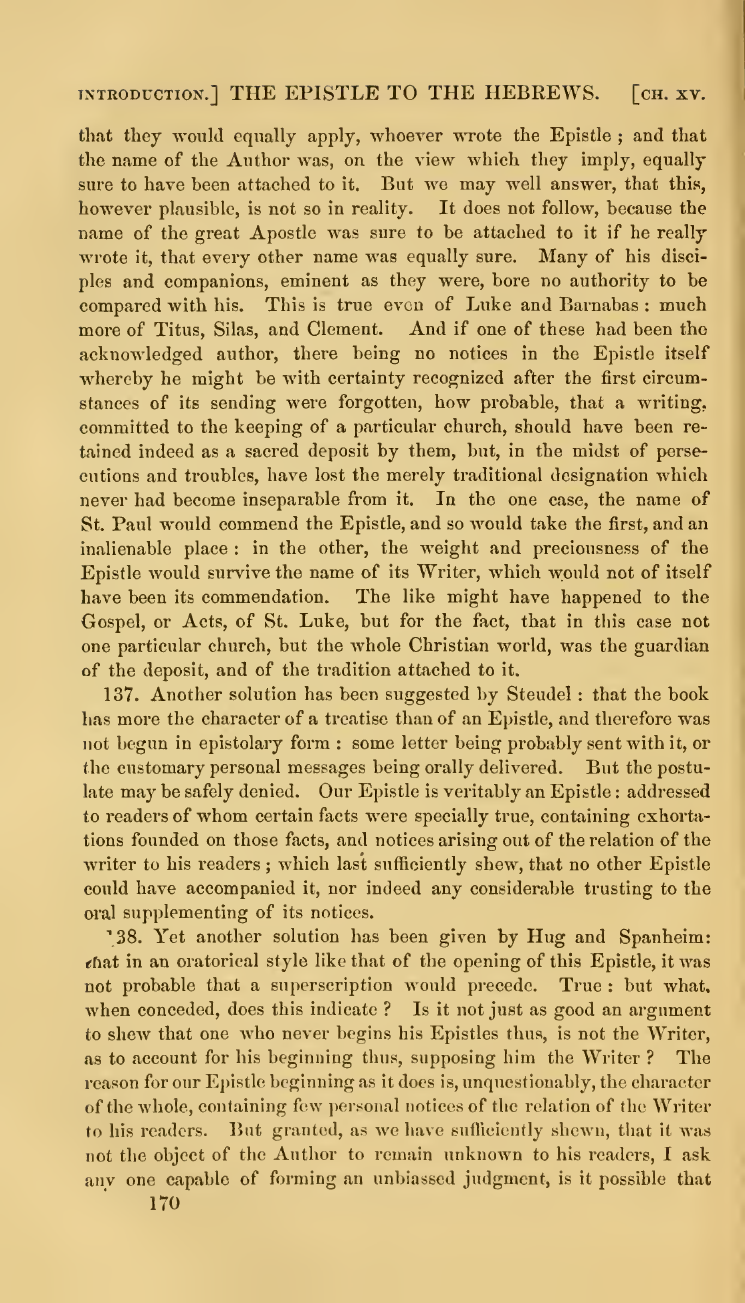 INTRODUCTION.] THE EPISTLE TO THE HEBREWS. [CH. XV.
that they would equally apply, whoever wrote the Epistle ; and that
the name of the Author was, on the view which they imply, equally
sure to have been attached to it. But we may well answer, that this,
however plausible, is not so in reality. It does not follow, because the
name of the great Apostle was sure to be attached to it if he really
wrote it, that every other name was equally sure. Many of his disci-
ples and companions, eminent as they were, bore no authority to be
compared with his. This is true even of Luke and Barnabas : much
more of Titus, Silas, and Clement. And if one of these had been the
acknowledged author, there being no notices in the Epistle itself
whereby he might be with certainty recognized after the first circum-
stances of its sending were forgotten, how probable, that a writing,
committed to the keeping of a particular church, should have been re-
tained indeed as a sacred deposit by them, but, in the midst of perse-
cutions and troubles, have lost the merely traditional designation which
never had become inseparable from it. In the one case, the name of
St. Paul would commend the Epistle, and so would take the first, and an
inalienable place : in the other, the weight and preciousness of the
Epistle would survive the name of its Writer, which would not of itself
have been its commendation. The like might have happened to the
Gospel, or Acts, of St. Luke, but for the fact, that in this case not
one particular church, but the whole Christian world, was the guardian
of the deposit, and of the tradition attached to it.
137. Another solution has been suggested by Steudel : that the book
has more the character of a treatise than of an Epistle, and therefore was
not begun in epistolary form : some letter being probably sent with it, or
the customary personal messages being orally delivered. But the postu-
late may be safely denied. Our Epistle is veritably an Epistle : addressed
to readers of whom certain facts were specially true, containing exhorta-
tions founded on those facts, and notices arising out of the relation of the
writer to his readers ; which last sufficiently shew, that no other Epistle
could have accompanied it, nor indeed any considerable trusting to the
oral supplementing of its notices.
138. Yet another solution has been given by Hug and Spanheim:
that in an oratorical style like that of the opening of this Epistle, it was
not probable that a superscription would precede. True : but what,
when conceded, does this indicate ? Is it not just as good an argument
to shew that one who never begins his Epistles thus, is not the Writer,
as to account for his beginning thus, supposing him the Writer ? The
reason for our Epistle beginning as it does is, unquestionably, the character
of the whole, containing few personal notices of the relation of the Writer
to his readers. But granted, as we have sufficiently shewn, that it was
not the object of the Author to remain unknown to his readers, I ask
any one capable of forming an unbiassed judgment, is it possible that
170